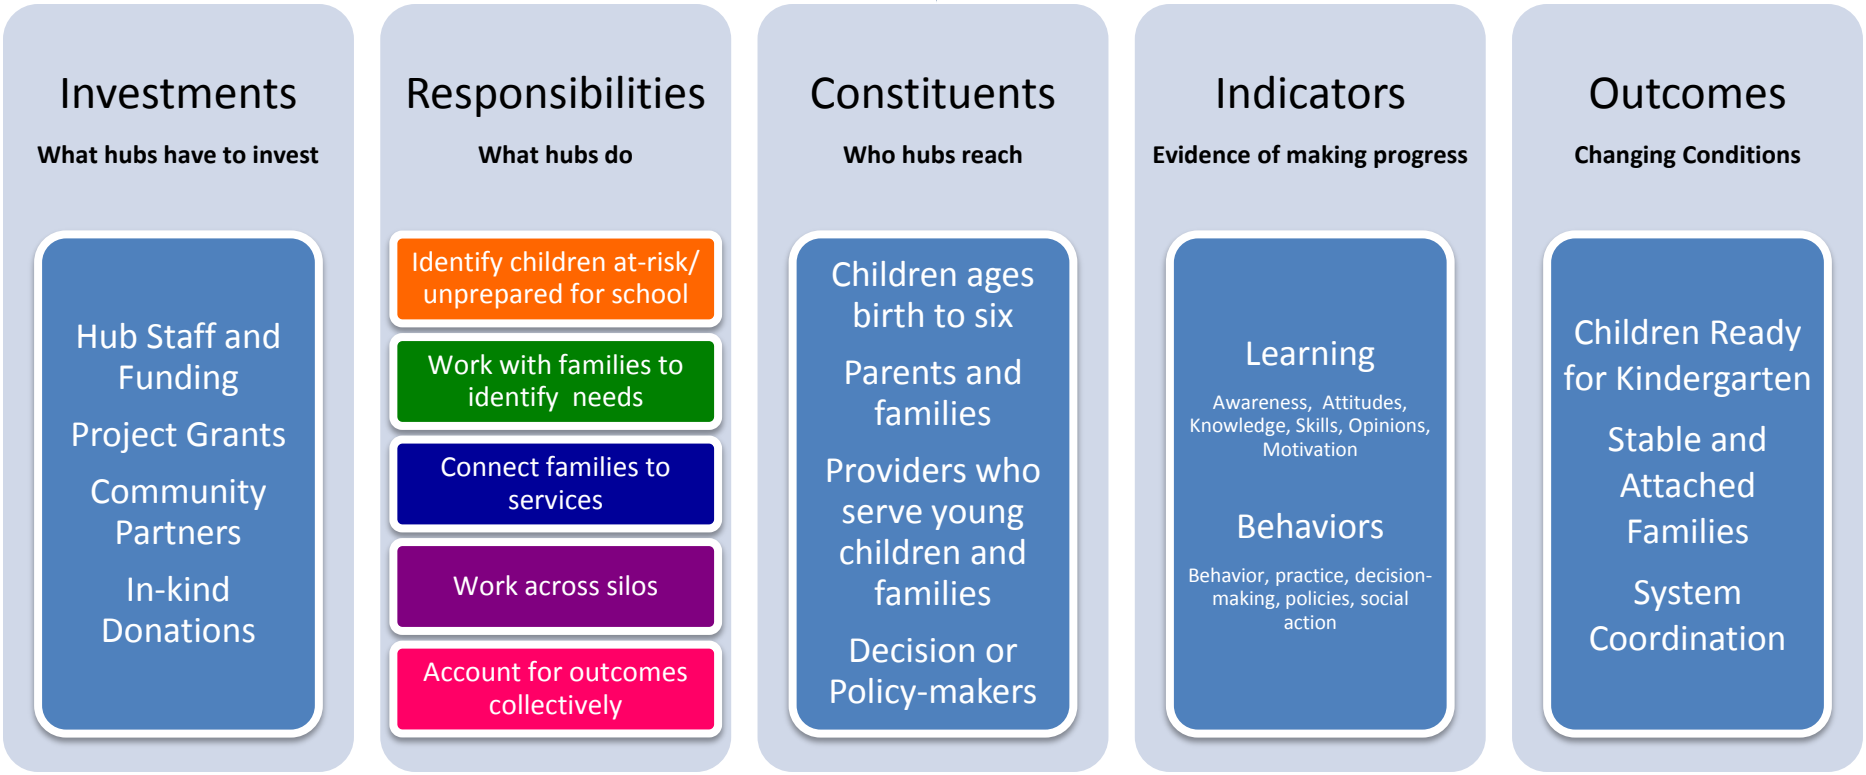 Investments
What hubs have to invest
Hub Staff and
Funding
Project Grants
Community
Partners
In-kind
Donations
Responsibilities
What hubs do
Identify children at-risk/
unprepared for school
Work with families to
identify  needs
Connect families to
services
Work across silos
Account for outcomes
collectively
Constituents
Who hubs reach
Children ages
birth to six
Parents and
families
Providers who
serve young
children and
families
Decision or
Policy-makers
Indicators
Evidence of making progress
Learning
Awareness,  Attitudes,
Knowledge, Skills, Opinions,
Motivation
Behaviors
Behavior, practice, decision-
making, policies, social
action
Outcomes
Changing Conditions
Children Ready
for Kindergarten
Stable and
Attached
Families
System
Coordination